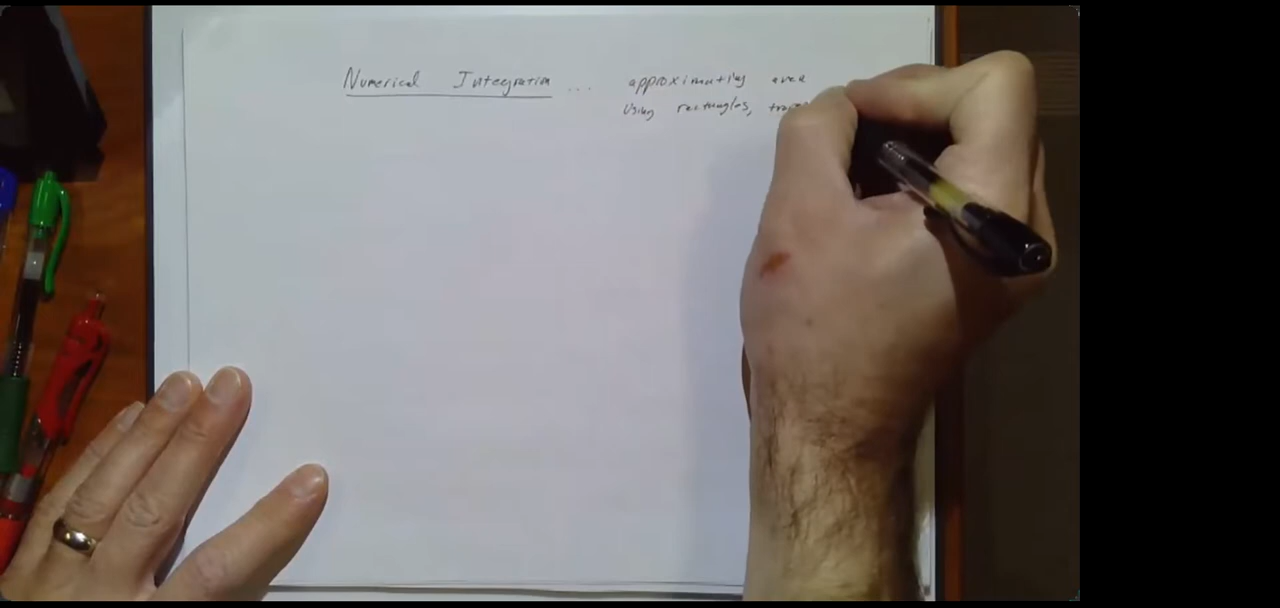 Numerical Integration ... approximating area
using rectangles,